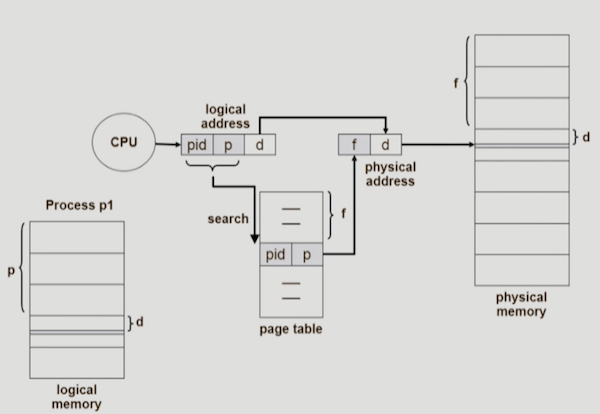 logical
address
CPU
pid p d
f d
physical
address
f
d
Process p1
search
f
pid p
p
d
page table
logical
memory
physical
memory